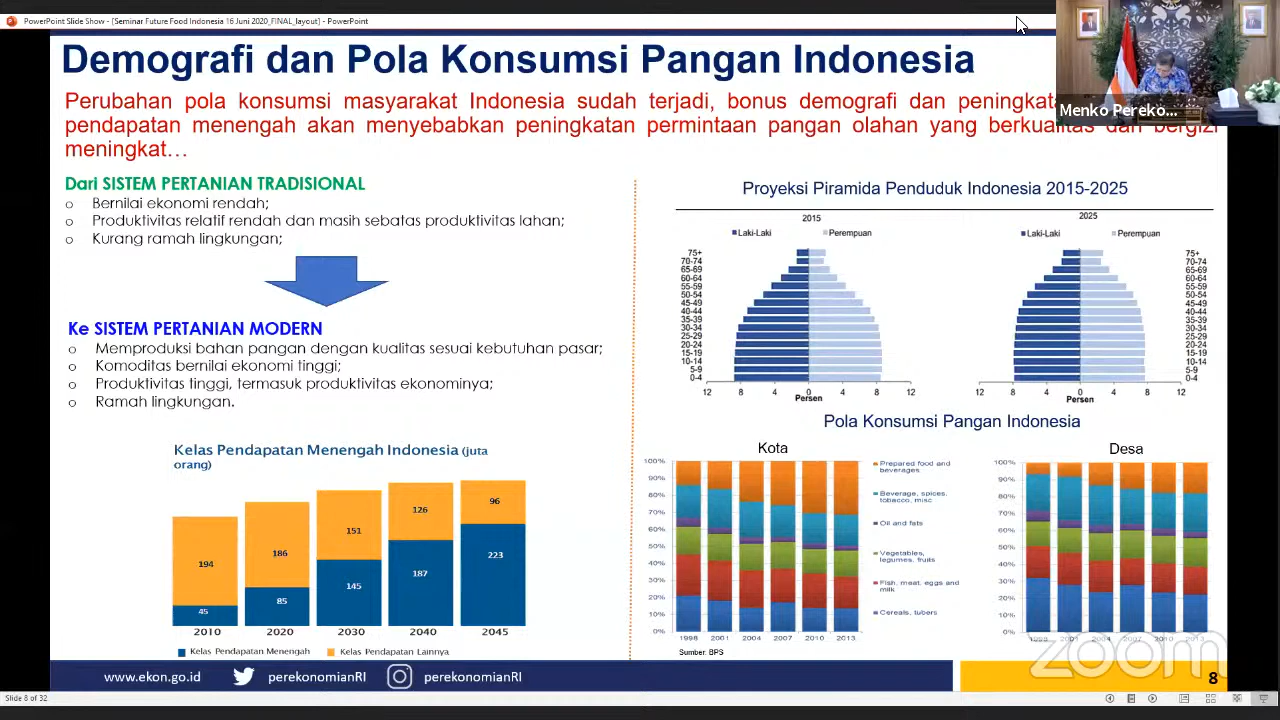 PowerPoint Slide Show - [Seminar Future Food Indonesia 16 Juni 2020_FINAL_layout] - PowerPoint
Demografi dan Pola Konsumsi Pangan Indonesia
Menko Pereko...
Perubahan pola konsumsi masyarakat Indonesia sudah terjadi, bonus demografi dan
pendapatan menengah akan menyebabkan peningkatan permintaan pangan olahan yang berkualitas dan bergizi
meningkat...
Dari SISTEM PERTANIAN TRADISIONAL
o Bernilai ekonomi rendah;
o Produktivitas relatif rendah dan masih sebatas produktivitas lahan;
o Kurang ramah lingkungan;
Ke SISTEM PERTANIAN MODERN
o Memproduksi bahan pangan dengan kualitas sesuai kebutuhan pasar;
o Komoditas bernilai ekonomi tinggi;
o Produktivitas tinggi, termasuk produktivitas ekonominya;
o Ramah lingkungan.
Kelas Pendapatan Menengah Indonesia (juta
orang)
194 186 151 126 96
45 85 145 187 223
2010 2020 2030 2040 2045
Kelas Pendapatan Menengah Kelas Pendapatan Lainnya
Proyeksi Piramida Penduduk Indonesia 2015-2025
2015
Laki-Laki Perempuan
75+
70-74
65-69
60-64
55-59
50-54
45-49
40-44
35-39
30-34
25-29
20-24
15-19
10-14
5-9
0-4
12 8 4 0 4 8 12
Persen
2025
Laki-Laki Perempuan
75+
70-74
65-69
60-64
55-59
50-54
45-49
40-44
35-39
30-34
25-29
20-24
15-19
10-14
5-9
0-4
12 8 4 0 4 8 12
Persen
Pola Konsumsi Pangan Indonesia
Kota
100%
90%
80%
70%
60%
50%
40%
30%
20%
10%
0%
1998 2001 2004 2007 2010 2013
Prepared food and
beverages
Beverage, spices,
tobacco, misc
Oil and fats
Vegetables,
legumes, fruits
Fish, meat, eggs and
milk
Cereals, tubers
Desa
100%
90%
80%
70%
60%
50%
40%
30%
20%
10%
0%
1998 2001 2004 2007 2010 2013
Sumber: BPS
zoom
www.ekon.go.id perekonomianRI perekonomianRI
8
Slide 8 of 32